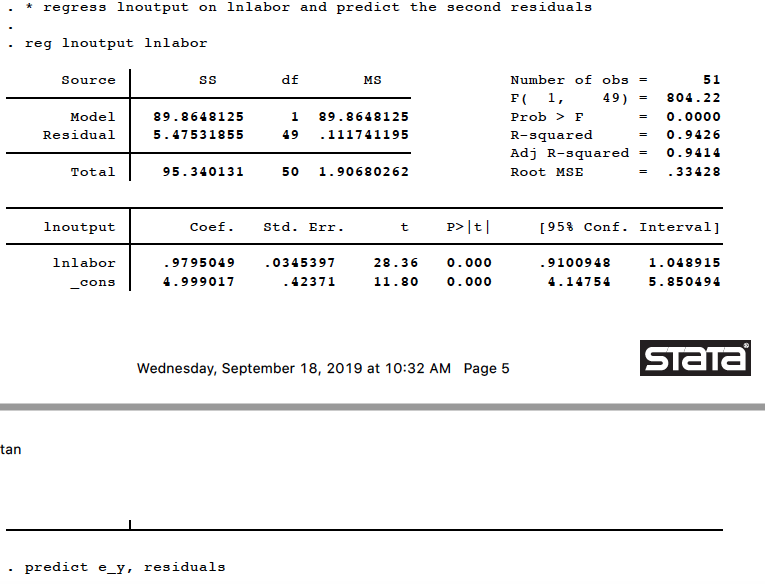 . * regress lnoutput on lnlabor and predict the second residuals
.
. reg lnoutput lnlabor
Source | SS df MS Number of obs = 51
F( 1, 49) = 804.22
Model | 89.8648125 1 89.8648125 Prob > F = 0.0000
Residual | 5.47531855 49 .111741195 R-squared = 0.9426
Adj R-squared = 0.9414
Total | 95.340131 50 1.90680262 Root MSE = .33428
lnoutput | Coef. Std. Err. t P>|t| [95% Conf. Interval]
lnlabor | .9795049 .0345397 28.36 0.000 .9100948 1.048915
_cons | 4.999017 .42371 11.80 0.000 4.14754 5.850494
Wednesday, September 18, 2019 at 10:32 AM Page 5
STATA®
tan
. predict e_y, residuals